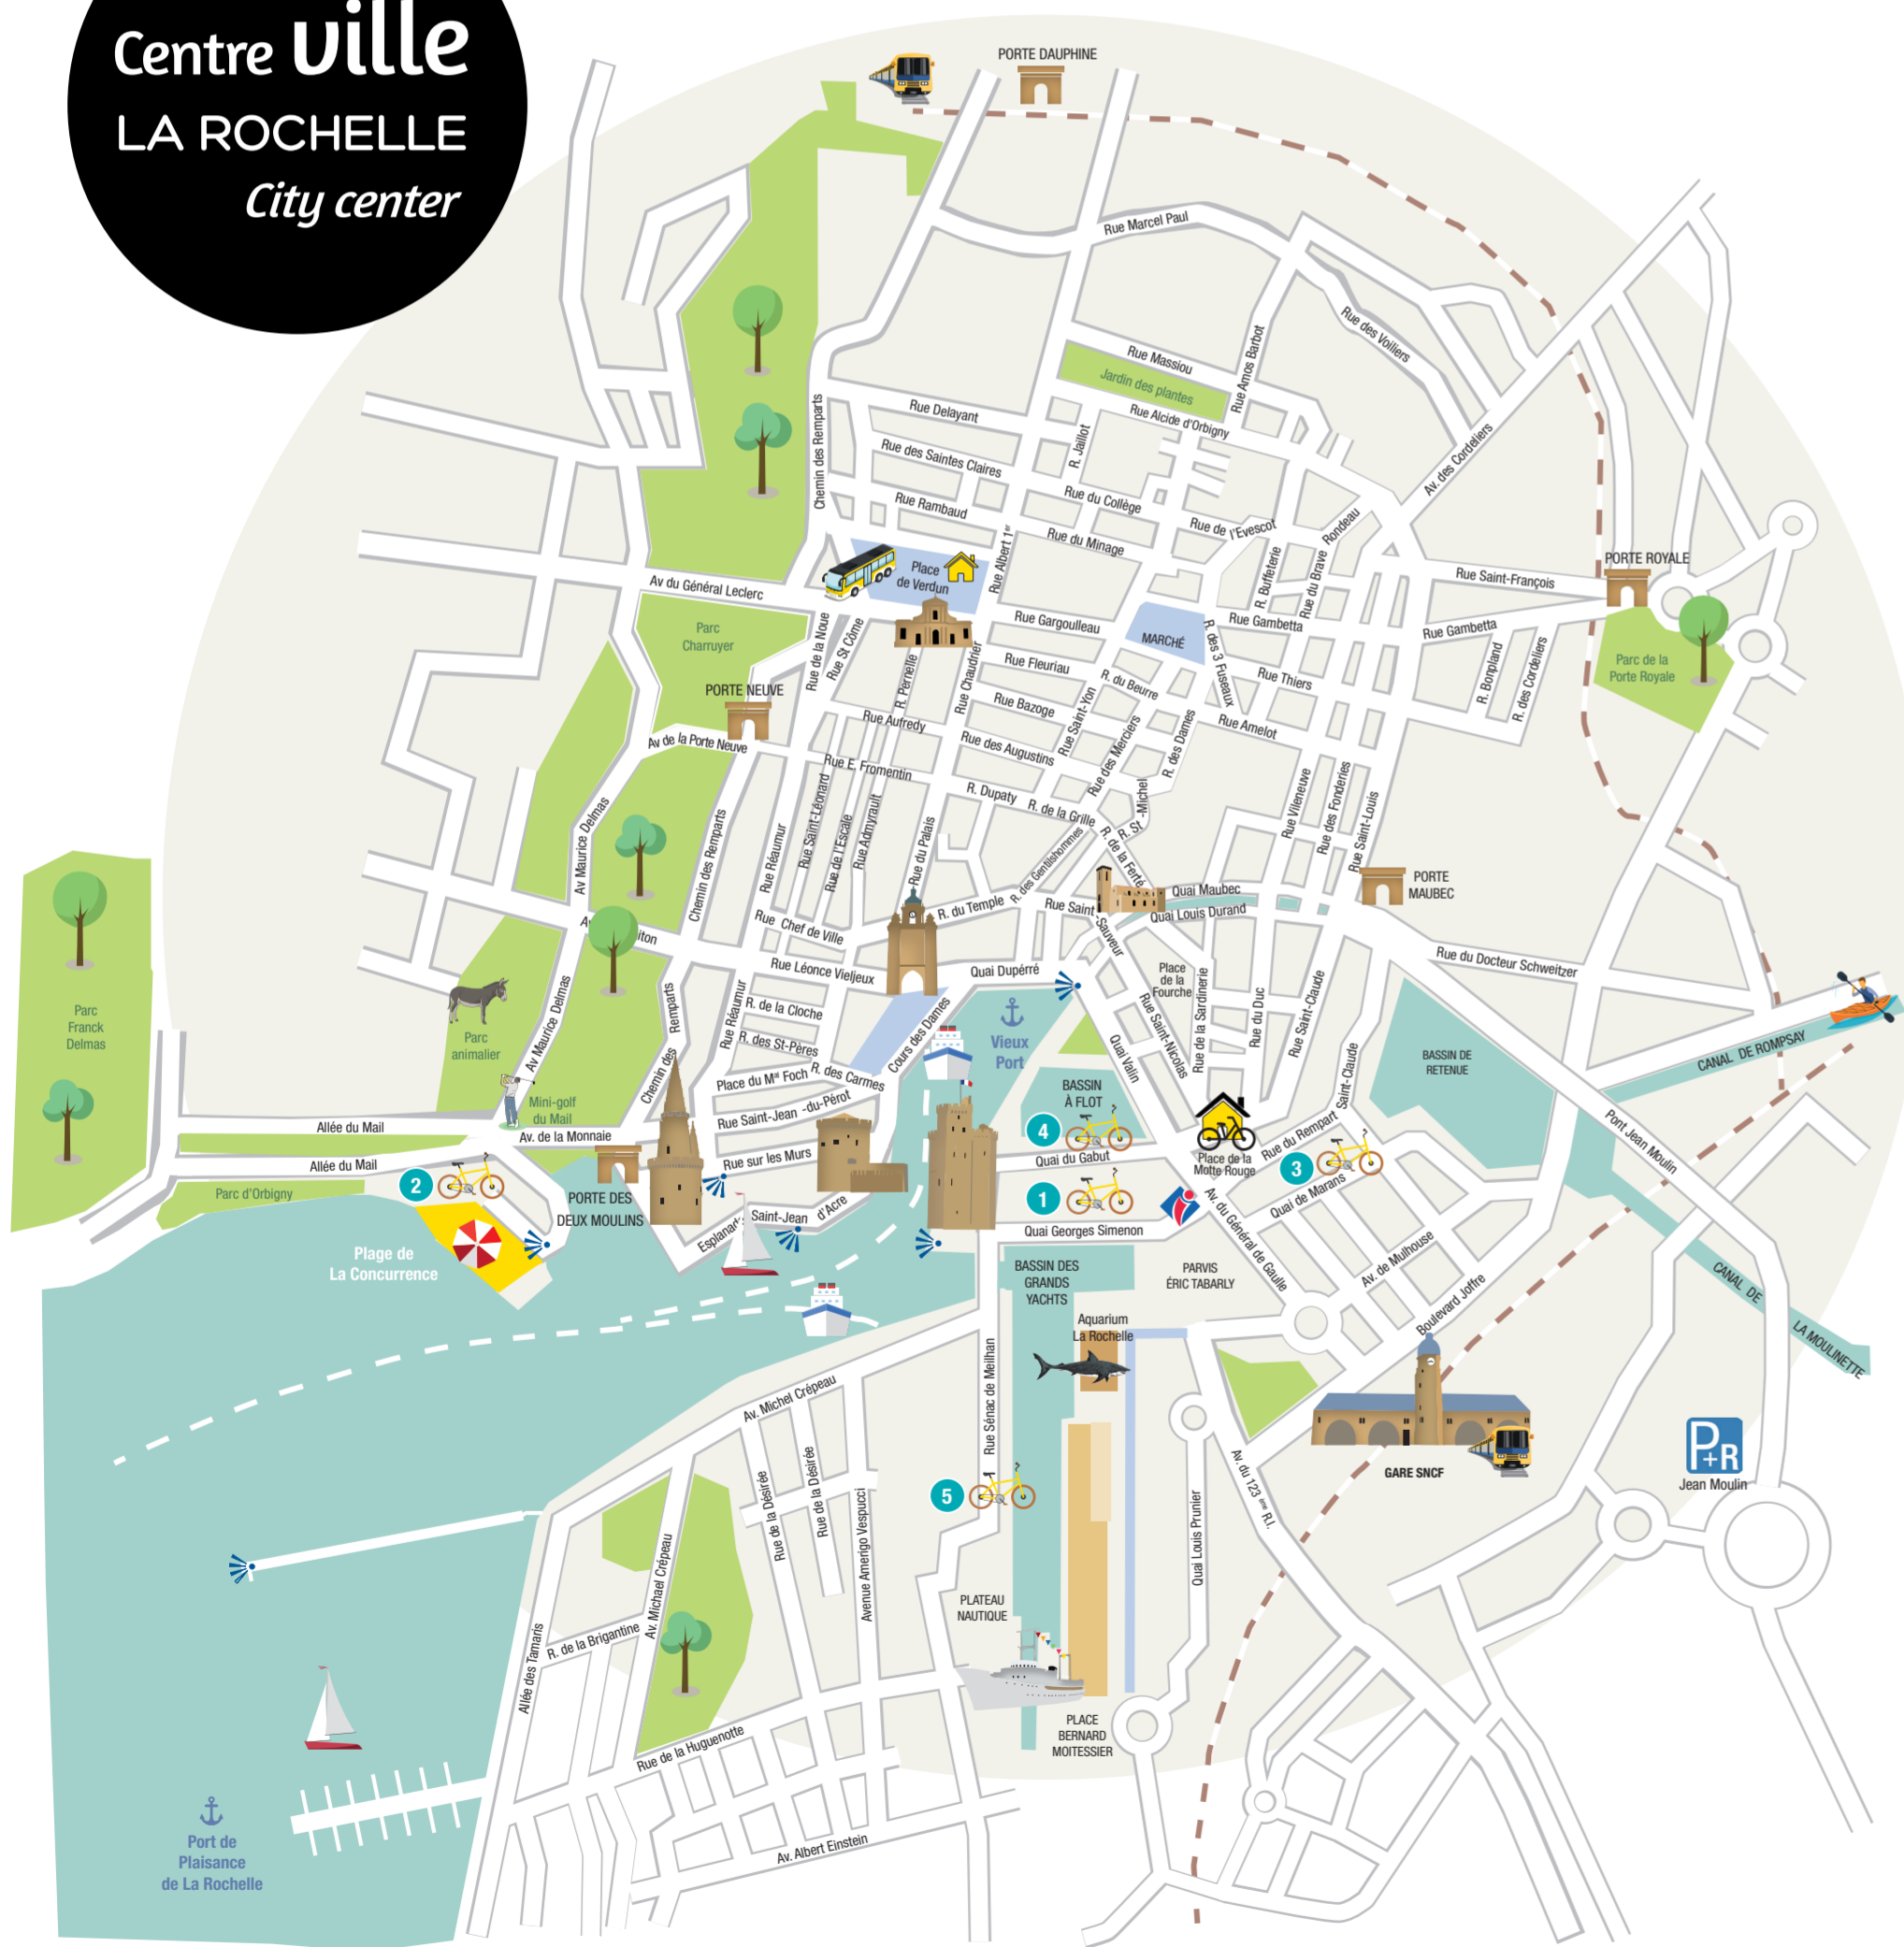 Centre ville
LA ROCHELLE
City center
PORTE DAUPHINE
Rue Marcel Paul
Rue des Voiliers
Rue Massiou
Jardin des plantes
Rue Amos Barbot
Rue Alcide d'Orbigny
Rue Delayant
Chemin des Remparts
Rue des Saintes Claires
R. Jaillot
Av. des Cordeliers
Rue Rambaud
Rue du Collège
Rue de l'Evescot
Rondeau
Rue du Brave
Rue du Minage
Rue Albert 1er
R. Buffeterie
PORTE ROYALE
Rue Saint-François
Place
de Verdun
Av du Général Leclerc
Rue Gargoulleau
MARCHÉ
Rue Gambetta
Rue Gambetta
Parc
Charruyer
Rue de la Noue
Rue St Côme
R. Pernelle
Rue Chaudrier
Rue Fleuriau
R. du Beurre
R. des 3 Fuseaux
Rue Thiers
R. Bonpland
R. des Cordeliers
Parc de la
Porte Royale
PORTE NEUVE
Rue Aufredy
Rue Bazoge
Rue Saint-Yon
Rue des Merciers
R. des Dames
Rue Amelot
Av de la Porte Neuve
Rue E. Fromentin
Rue des Augustins
R. Dupaty
R. de la Grille
R. St -Michel
Rue Villeneuve
Rue des Fonderies
Rue Saint-Louis
Av Maurice Delmas
Chemin des Remparts
Rue Réaumur
Rue Saint-Léonard
Rue de l'Escale
Rue Admyrault
Rue du Palais
R. des Gentilshommes
R. de la Ferté
PORTE
MAUBEC
Quai Maubec
Quai Louis Durand
Rue Chef de Ville
R. du Temple
Rue Saint-Sauveur
Rue du Docteur Schweitzer
Rue Léonce Vieljeux
Quai Dupérré
Place
de la
Fourche
Parc
Franck
Delmas
Parc
animalier
Av Maurice Delmas
Chemin des Remparts
Rue Réaumur
R. de la Cloche
R. des St-Pères
Place du Mal Foch
R. des Carmes
Cours des Dames
Vieux
Port
Quai Valin
Rue Saint-Nicolas
Rue de la Sardinerie
Rue du Duc
Rue Saint-Claude
BASSIN DE
RETENUE
CANAL DE ROMPSAY
BASSIN
À FLOT
4
Mini-golf
du Mail
Rue Saint-Jean -du-Pérot
Allée du Mail
Av. de la Monnaie
Rue sur les Murs
Quai du Gabut
Place de la
Motte Rouge
Rue du Rempart Saint-Claude
3
Pont Jean Moulin
Allée du Mail
Parc d'Orbigny
2
PORTE DES
DEUX MOULINS
1
Quai de Marans
Esplanade Saint-Jean d'Acre
Quai Georges Simenon
Av. du Général de Gaulle
Plage de
La Concurrence
BASSIN DES
GRANDS
YACHTS
PARVIS
ÉRIC TABARLY
Av. de Mulhouse
Boulevard Joffre
CANAL DE
LA MOULINETTE
Aquarium
La Rochelle
Rue Sénac de Meilhan
Av. Michel Crépeau
GARE SNCF
P+R
Jean Moulin
5
Rue de la Désirée
Rue de la Désirée
Avenue Amerigo Vespucci
Av. Michael Crépeau
Quai Louis Prunier
Av. du 123 ème R.I.
PLATEAU
NAUTIQUE
R. de la Brigantine
Allée des Tamaris
Rue de la Huguenotte
PLACE
BERNARD
MOITESSIER
Av. Albert Einstein
Port de
Plaisance
de La Rochelle